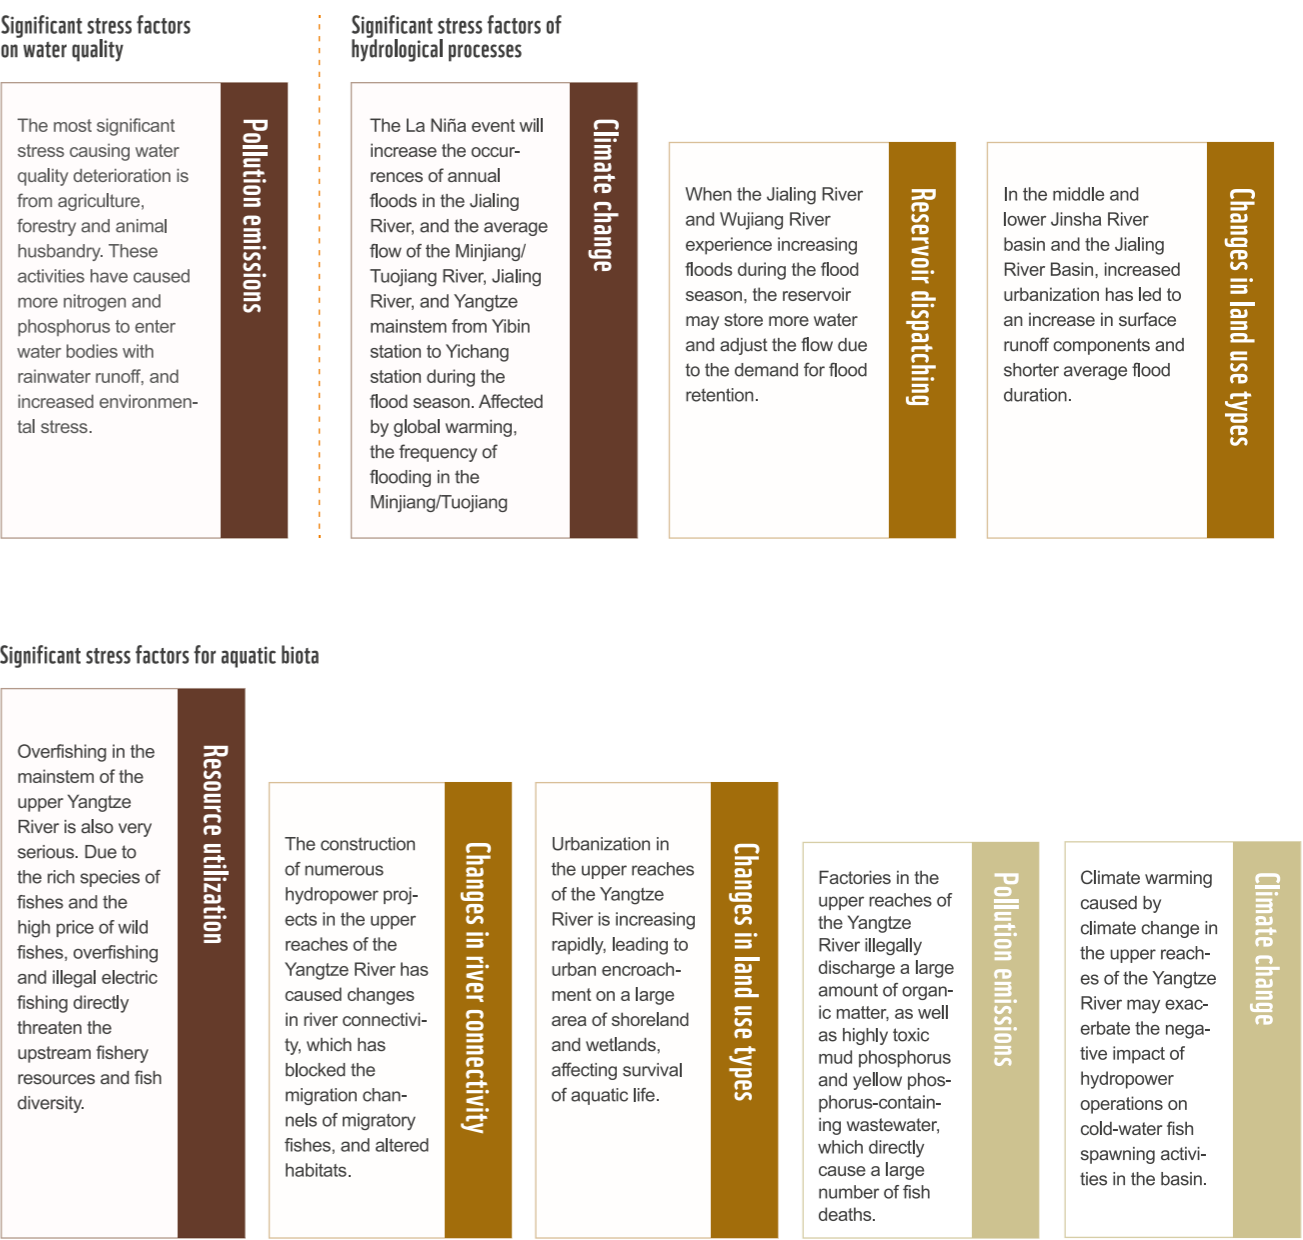 Significant stress factors
on water quality
The most significant
stress causing water
quality deterioration is
from agriculture,
forestry and animal
husbandry. These
activities have caused
more nitrogen and
phosphorus to enter
water bodies with
rainwater runoff, and
increased environmen-
tal stress.
Pollution emissions
Significant stress factors of
hydrological processes
The La Niña event will
increase the occur-
rences of annual
floods in the Jialing
River, and the average
flow of the Minjiang/
Tuojiang River, Jialing
River, and Yangtze
mainstem from Yibin
station to Yichang
station during the
flood season. Affected
by global warming,
the frequency of
flooding in the
Minjiang/Tuojiang
Climate change
When the Jialing River
and Wujiang River
experience increasing
floods during the flood
season, the reservoir
may store more water
and adjust the flow due
to the demand for flood
retention.
Reservoir dispatching
In the middle and
lower Jinsha River
basin and the Jialing
River Basin, increased
urbanization has led to
an increase in surface
runoff components and
shorter average flood
duration.
Changes in land use types
Significant stress factors for aquatic biota
Overfishing in the
mainstem of the
upper Yangtze
River is also very
serious. Due to
the rich species of
fishes and the
high price of wild
fishes, overfishing
and illegal electric
fishing directly
threaten the
upstream fishery
resources and fish
diversity.
Resource utilization
The construction
of numerous
hydropower proj-
ects in the upper
reaches of the
Yangtze River has
caused changes
in river connectivi-
ty, which has
blocked the
migration chan-
nels of migratory
fishes, and altered
habitats.
Changes in river connectivity
Urbanization in
the upper reaches
of the Yangtze
River is increasing
rapidly, leading to
urban encroach-
ment on a large
area of shoreland
and wetlands,
affecting survival
of aquatic life.
Changes in land use types
Factories in the
upper reaches of
the Yangtze
River illegally
discharge a large
amount of organ-
ic matter, as well
as highly toxic
mud phosphorus
and yellow phos-
phorus-contain-
ing wastewater,
which directly
cause a large
number of fish
deaths.
Pollution emissions
Climate warming
caused by
climate change in
the upper reach-
es of the Yangtze
River may exac-
erbate the nega-
tive impact of
hydropower
operations on
cold-water fish
spawning activi-
ties in the basin.
Climate change